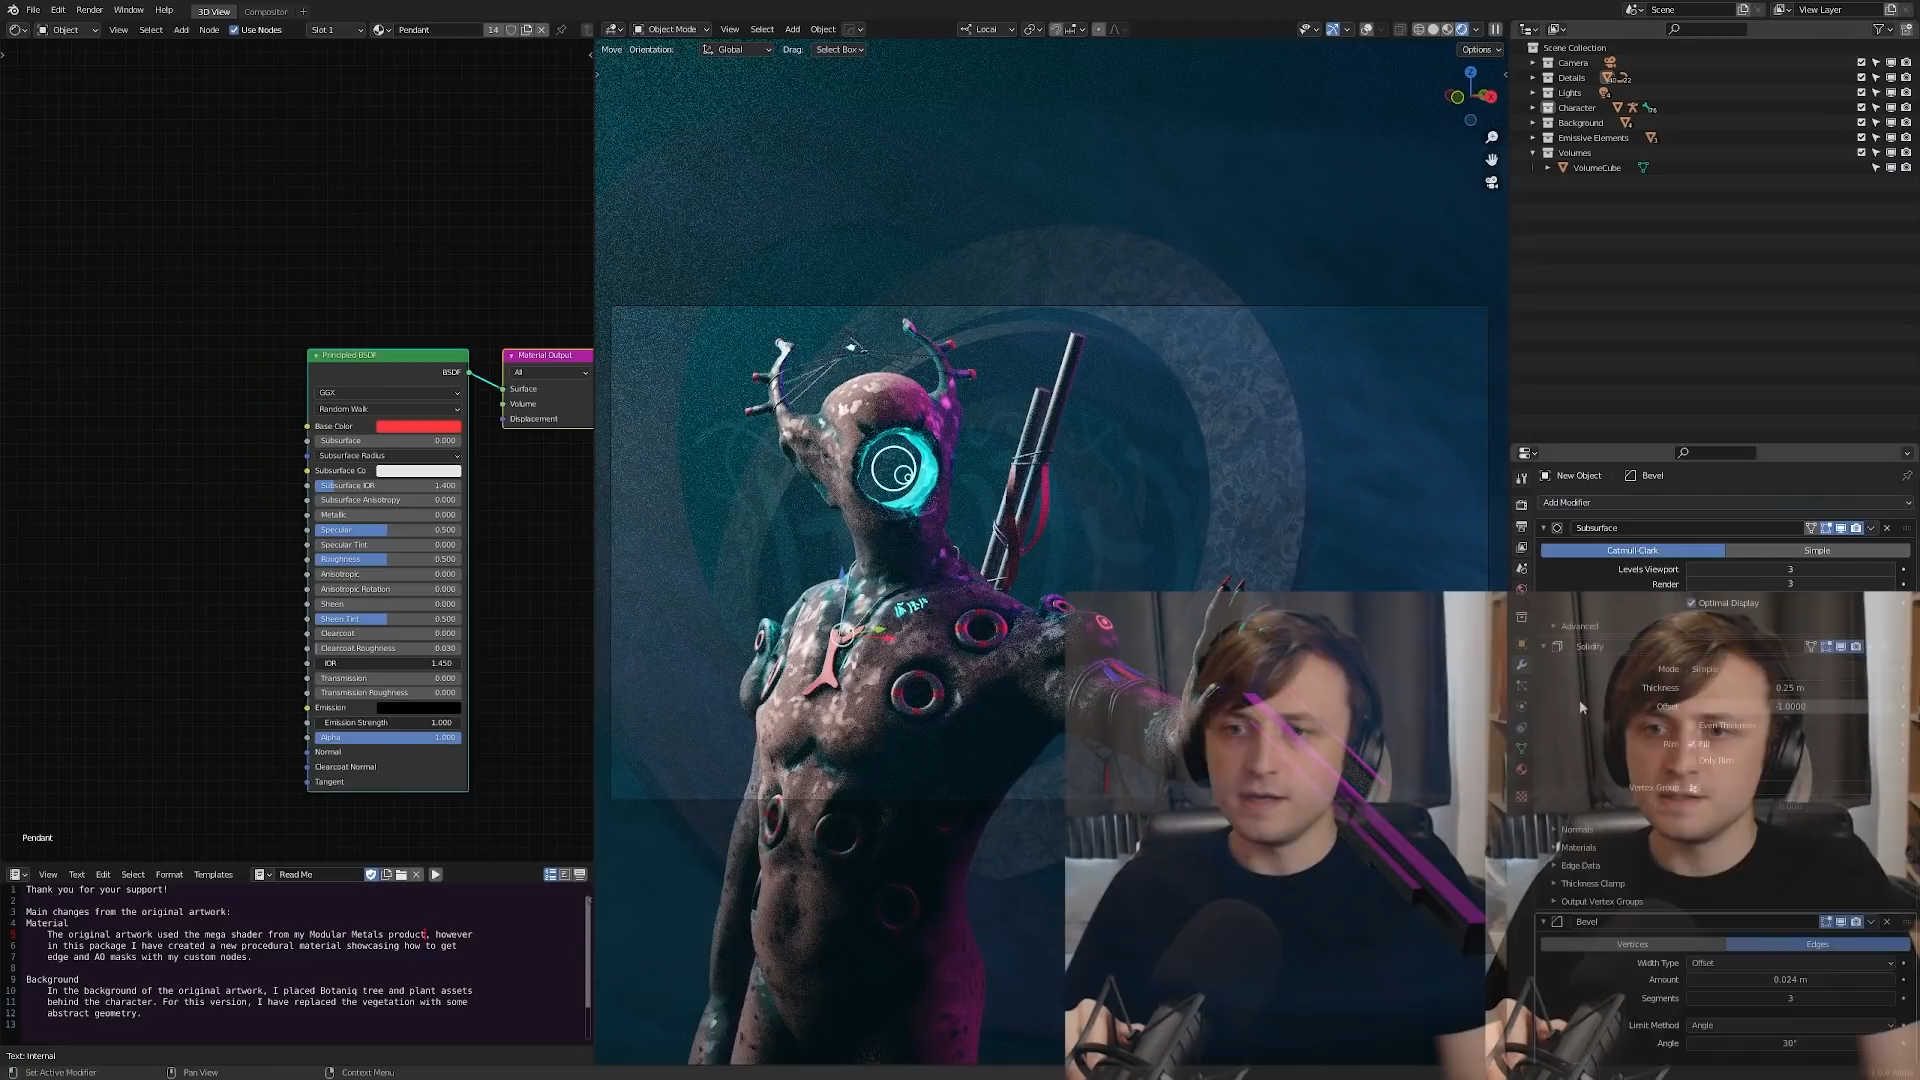 File Edit Render Window Help 3D View Compositor
Scene View Layer
Object View Select Add Node Use Nodes Slot 1 Pendant 14
Object Mode View Select Add Object Local
Move Orientation: Global Drag: Select Box Options
Scene Collection
Camera
Details
Lights
Character
Background
Emissive Elements
Volumes
VolumeCube
Principled BSDF
BSDF
GGX
Random Walk
Base Color
Subsurface 0.000
Subsurface Radius
Subsurface Co
Subsurface IOR 1.400
Subsurface Anisotropy 0.000
Metallic 0.000
Specular 0.500
Specular Tint 0.000
Roughness 0.500
Anisotropic 0.000
Anisotropic Rotation 0.000
Sheen 0.000
Sheen Tint 0.500
Clearcoat 0.000
Clearcoat Roughness 0.030
IOR 1.450
Transmission 0.000
Transmission Roughness 0.000
Emission
Emission Strength 1.000
Alpha 1.000
Normal
Clearcoat Normal
Tangent
Material Output
All
Surface
Volume
Displacement
Pendant
New Object Bevel
Add Modifier
Subsurface
Catmull-Clark Simple
Levels Viewport 3
Render 3
Optimal Display
Advanced
Solidify
Mode Simple
Thickness 0.25 m
Offset -1.0000
Even Thickness
Rim Fill
Only Rim
Vertex Group
0.000
Normals
Materials
Edge Data
Thickness Clamp
Output Vertex Groups
Bevel
Vertices Edges
Width Type Offset
Amount 0.024 m
Segments 3
Limit Method Angle
Angle 30°
View Text Edit Select Format Templates Read Me
1 Thank you for your support!
2
3 Main changes from the original artwork:
4 Material
5 The original artwork used the mega shader from my Modular Metals product, however
6 in this package I have created a new procedural material showcasing how to get
7 edge and AO masks with my custom nodes.
8
9 Background
10 In the background of the original artwork, I placed Botaniq tree and plant assets
11 behind the character. For this version, I have replaced the vegetation with some
12 abstract geometry.
13
Text: Internal
Set Active Modifier Pan View Context Menu